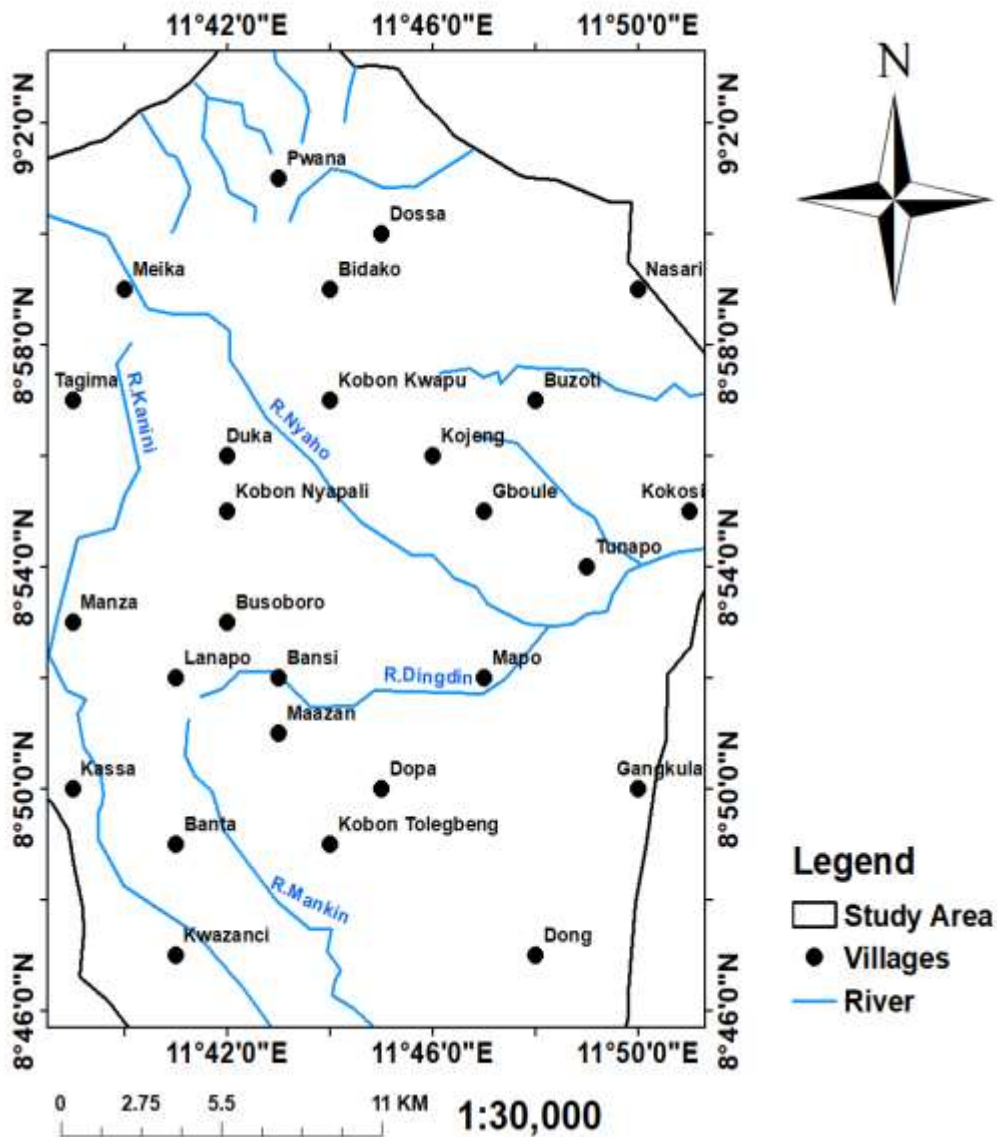 11°42'0"E 11°46'0"E 11°50'0"E
N
9°2'0"N 9°2'0"N
Pwana
Dossa
Meika Bidako Nasari
8°58'0"N 8°58'0"N
Tagima Kobon Kwapu Buzoti
R.Kanini
R.Nyaho
Duka Kojeng
Kobon Nyapali Gboule Kokosi
Tunapo
8°54'0"N 8°54'0"N
Manza Busoboro
Lanapo Bansi R.Dingdin Mapo
Maazan
Kassa Dopa Gangkula
8°50'0"N 8°50'0"N
Banta Kobon Tolegbeng
R.Mankin
Kwazanci Dong
8°46'0"N 8°46'0"N
11°42'0"E 11°46'0"E 11°50'0"E
0 2.75 5.5 11 KM
1:30,000
Legend
Study Area
Villages
River